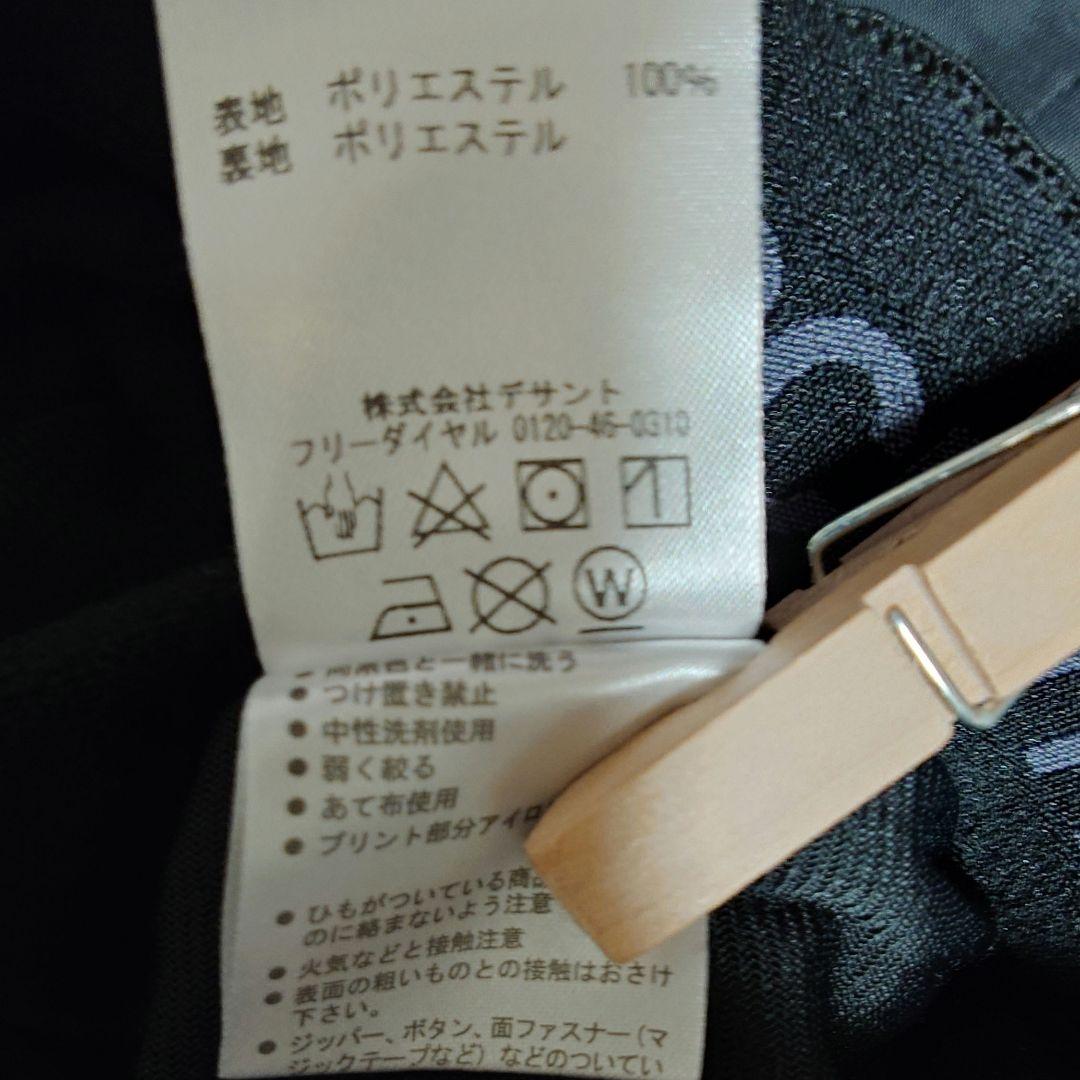 表地 ポリエステル 100%
裏地 ポリエステル
株式会社デサント
フリーダイヤル 0120-46-0310
W
と一緒に洗う
• つけ置き禁止
• 中性洗剤使用
• 弱く絞る
• あて布使用
• プリント部分アイロ
• ひもがついている商品
のに絡まないよう注意
• 火気などと接触注意
• 表面の粗いものとの接触はおさけ
下さい。
• ジッパー、ボタン、面ファスナー(マ
ジックテープなど)などのついてい